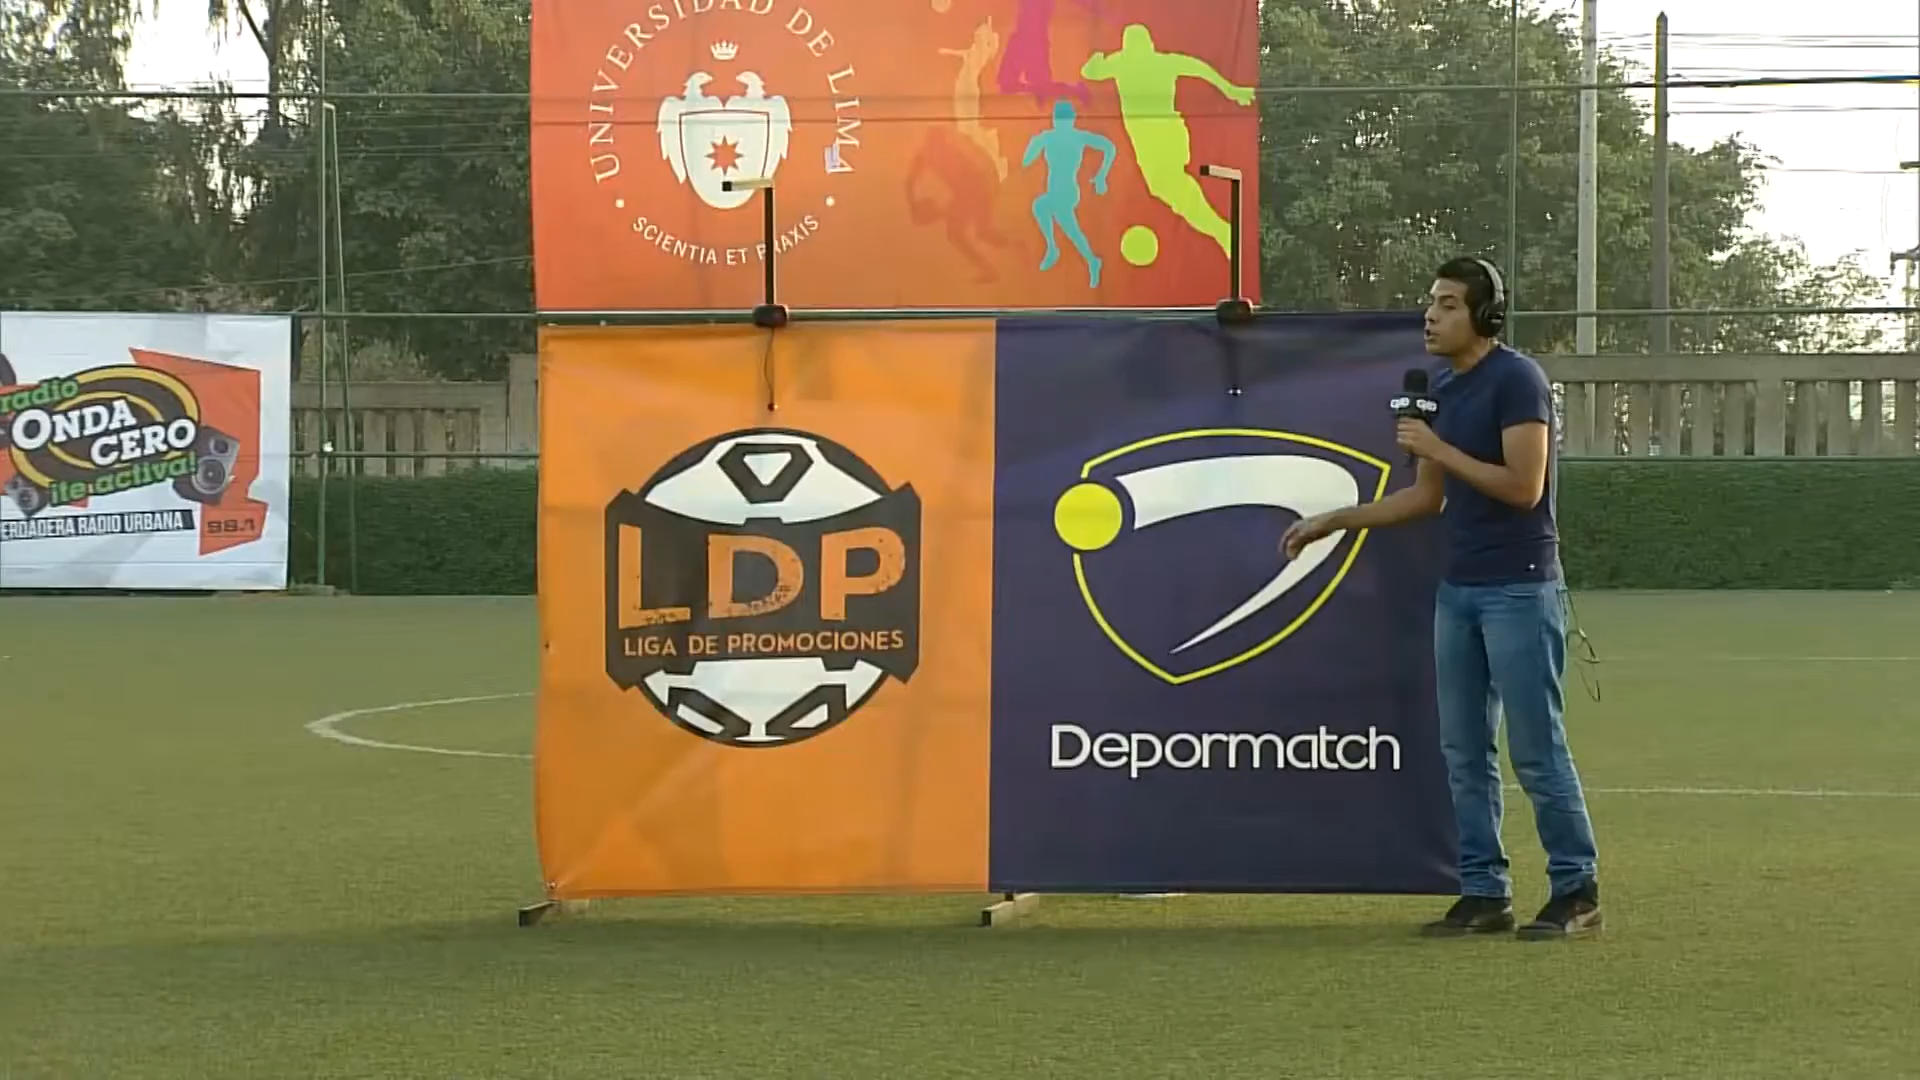 UNIVERSIDAD DE LIMA
SCIENTIA ET PRAXIS
radio
ONDA
CERO
¡te activa!
ERDADERA RADIO URBANA
98.1
LDP
LIGA DE PROMOCIONES
Depormatch